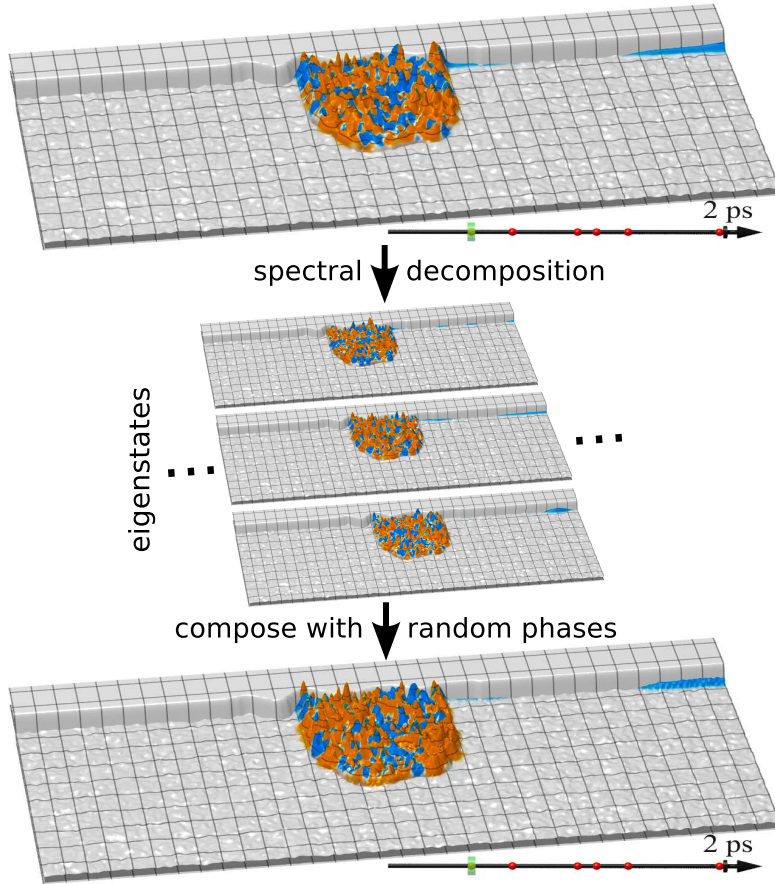 2 ps
spectral decomposition
eigenstates
compose with random phases
2 ps